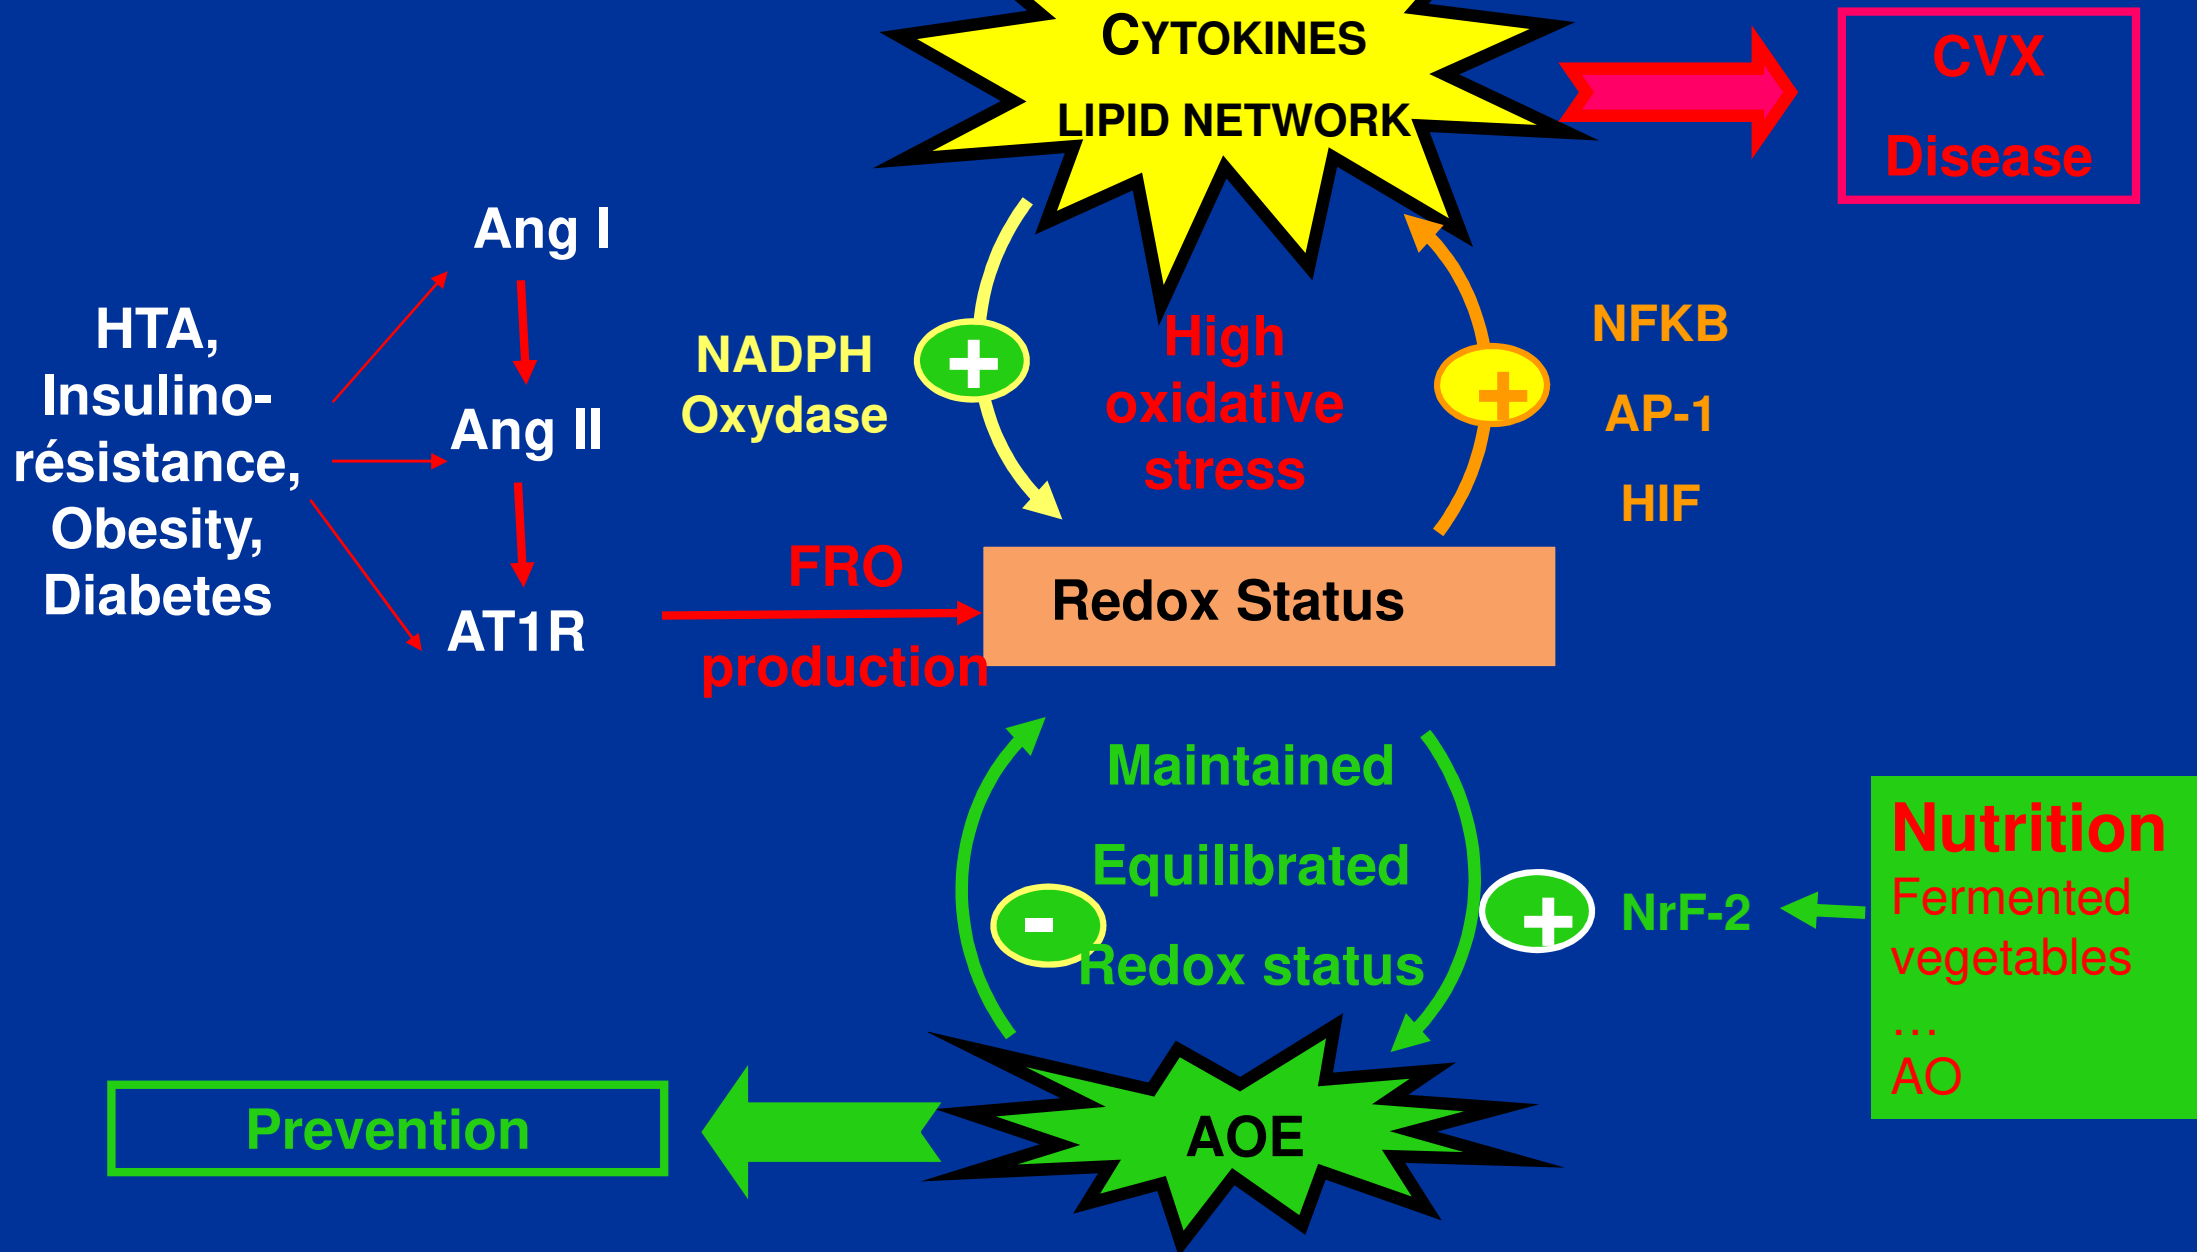 CYTOKINES
LIPID NETWORK
CVX
Disease
Ang I
HTA,
Insulino-
résistance,
Obesity,
Diabetes
Ang II
AT1R
NADPH
Oxydase
+
High
oxidative
stress
+
NFKB
AP-1
HIF
FRO
production
Redox Status
Maintained
Equilibrated
Redox status
-
+
NrF-2
Nutrition
Fermented
vegetables
…
AO
AOE
Prevention